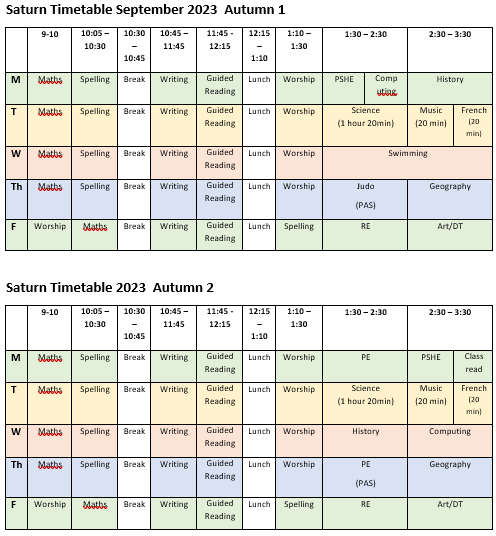 Saturn Timetable September 2023  Autumn 1
9-10 10:05 – 10:30 10:30 – 10:45 10:45 – 11:45 11:45 - 12:15 12:15 – 1:10 1:10 – 1:30 1:30 – 2:30 2:30 – 3:30
M Maths Spelling Break Writing Guided Reading Lunch Worship PSHE Comp uting History
T Maths Spelling Break Writing Guided Reading Lunch Worship Science (1 hour 20min) Music (20 min) French (20 min)
W Maths Spelling Break Writing Guided Reading Lunch Worship Swimming
Th Maths Spelling Break Writing Guided Reading Lunch Worship Judo (PAS) Geography
F Worship Maths Break Writing Guided Reading Lunch Spelling RE Art/DT
Saturn Timetable 2023  Autumn 2
9-10 10:05 – 10:30 10:30 – 10:45 10:45 – 11:45 11:45 - 12:15 12:15 – 1:10 1:10 – 1:30 1:30 – 2:30 2:30 – 3:30
M Maths Spelling Break Writing Guided Reading Lunch Worship PE PSHE Class read
T Maths Spelling Break Writing Guided Reading Lunch Worship Science (1 hour 20min) Music (20 min) French (20 min)
W Maths Spelling Break Writing Guided Reading Lunch Worship History Computing
Th Maths Spelling Break Writing Guided Reading Lunch Worship PE (PAS) Geography
F Worship Maths Break Writing Guided Reading Lunch Spelling RE Art/DT